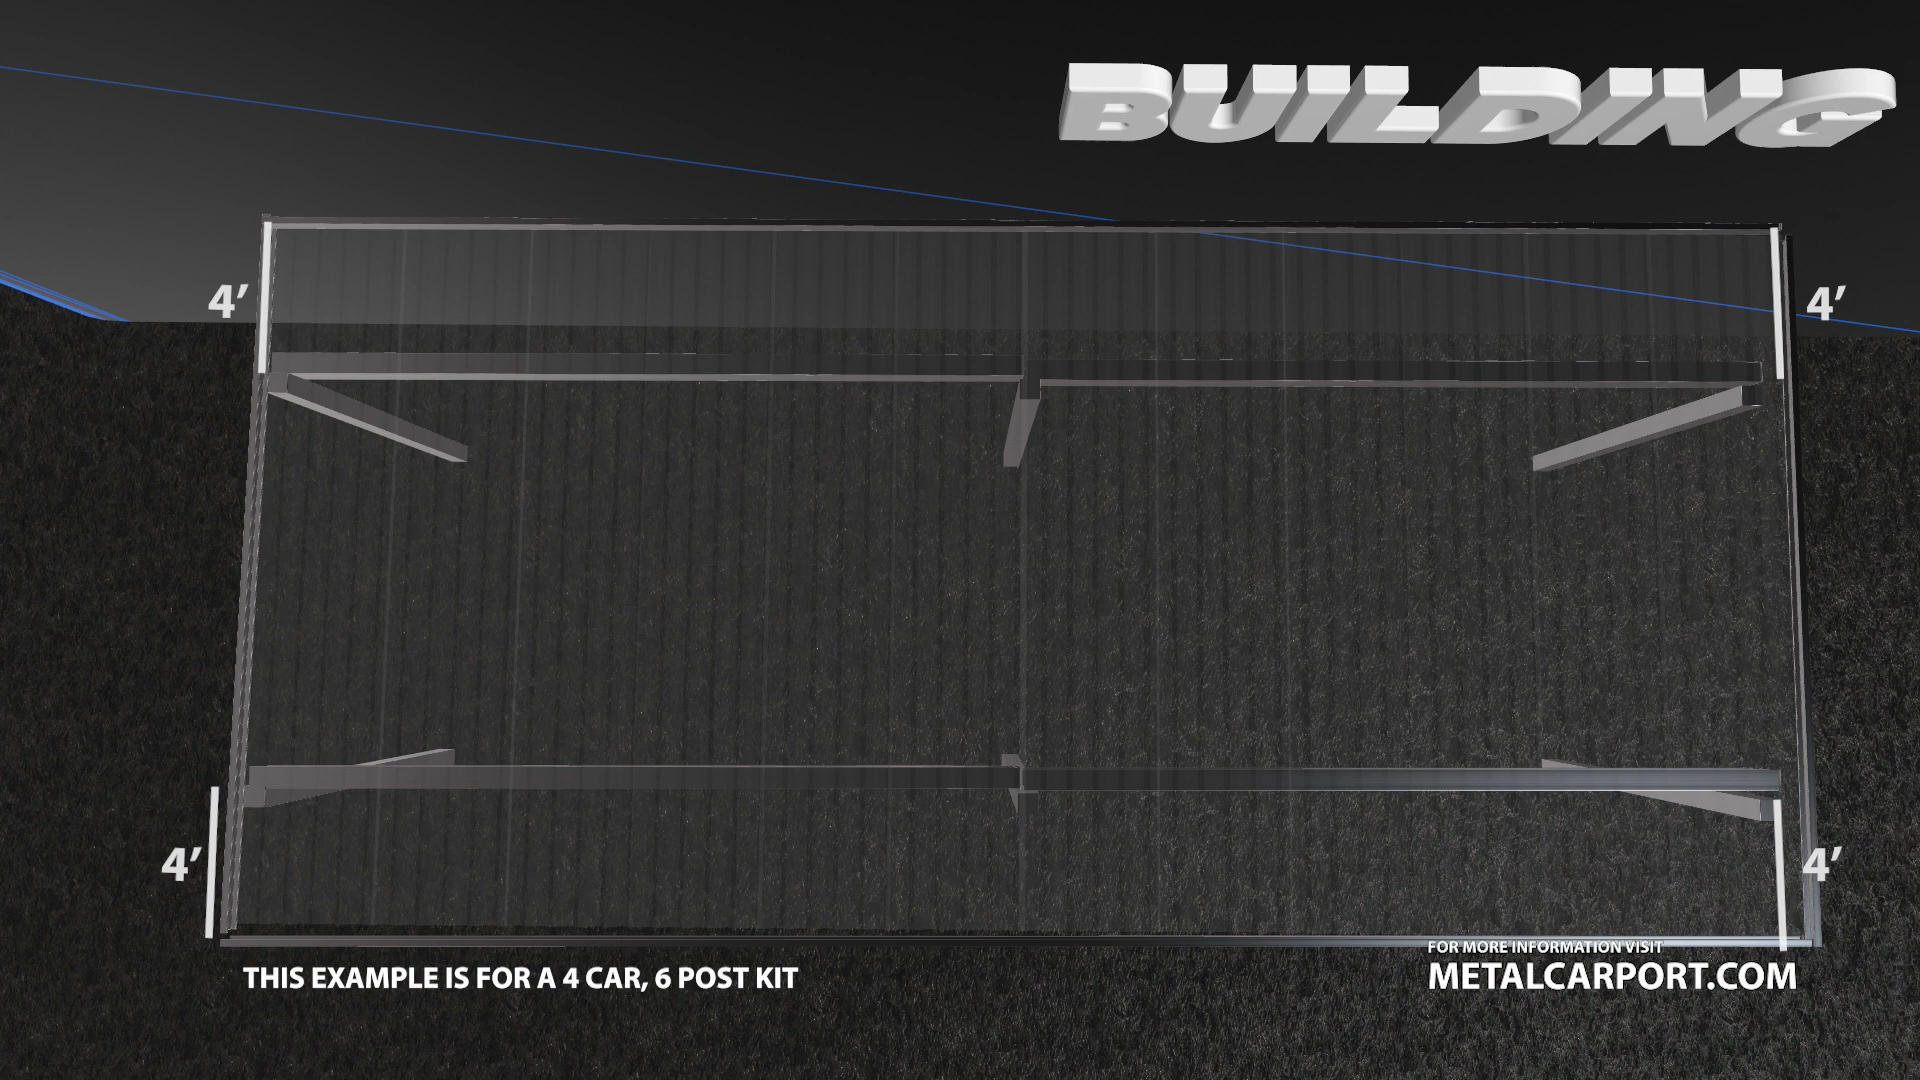 BUILDING
4′
4′
4′
4′
FOR MORE INFORMATION VISIT
THIS EXAMPLE IS FOR A 4 CAR, 6 POST KIT
METALCARPORT.COM